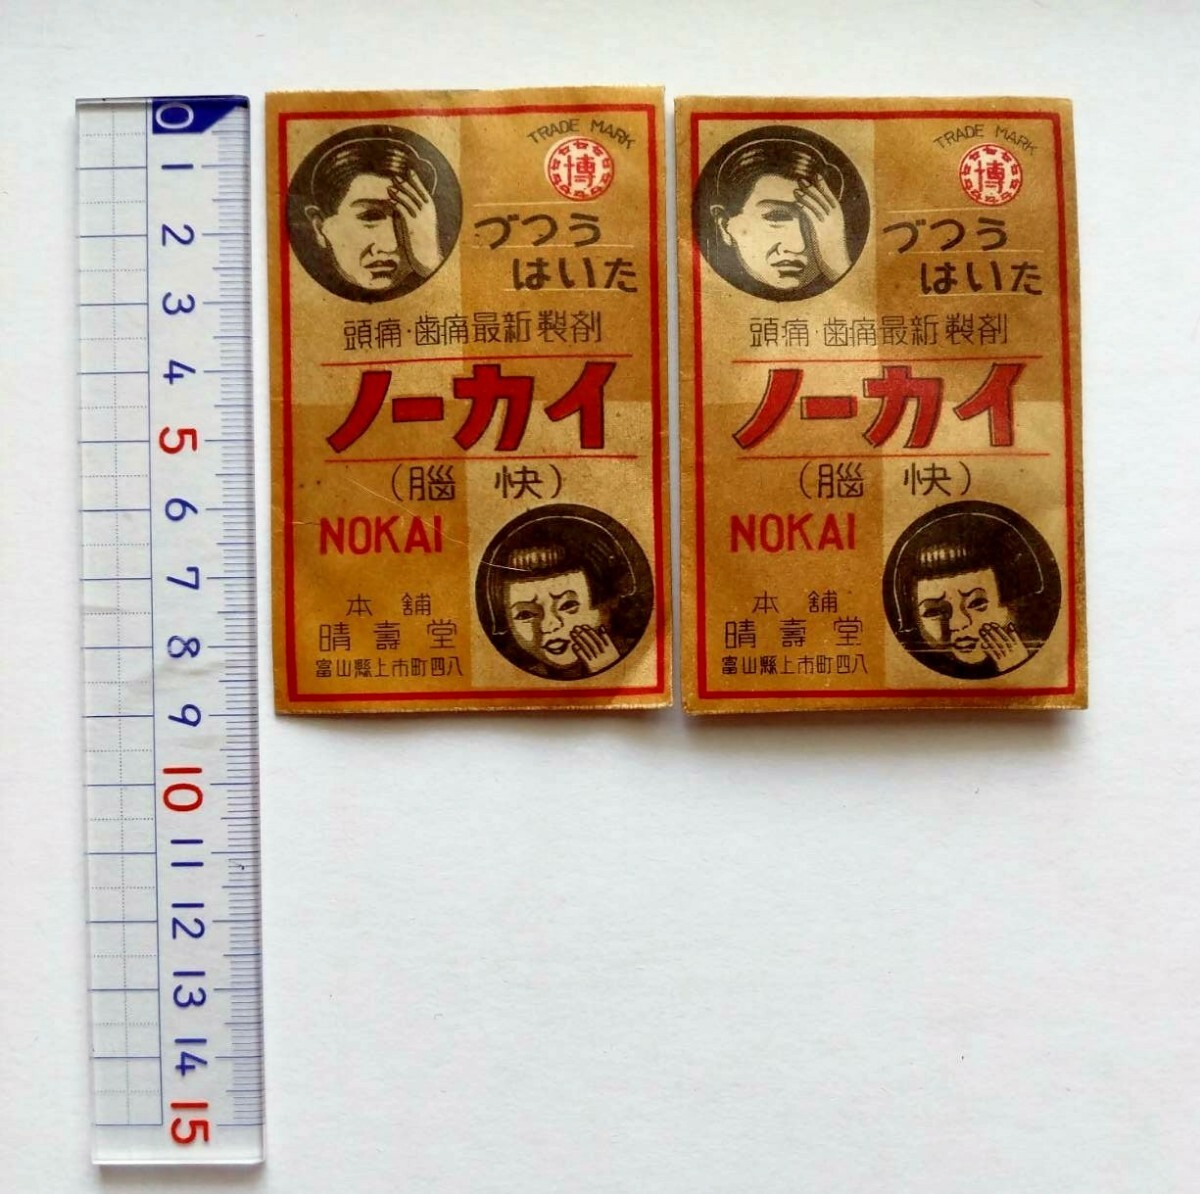 0
1
2
3
4
5
6
7
8
9
10
11
12
13
14
15
TRADE MARK
博
づつう
はいた
頭痛・歯痛最新製剤
ノーカイ
(脳 快)
NOKAI
本舗
晴壽堂
富山縣上市町四八
TRADE MARK
博
づつう
はいた
頭痛・歯痛最新製剤
ノーカイ
(脳 快)
NOKAI
本舗
晴壽堂
富山縣上市町四八